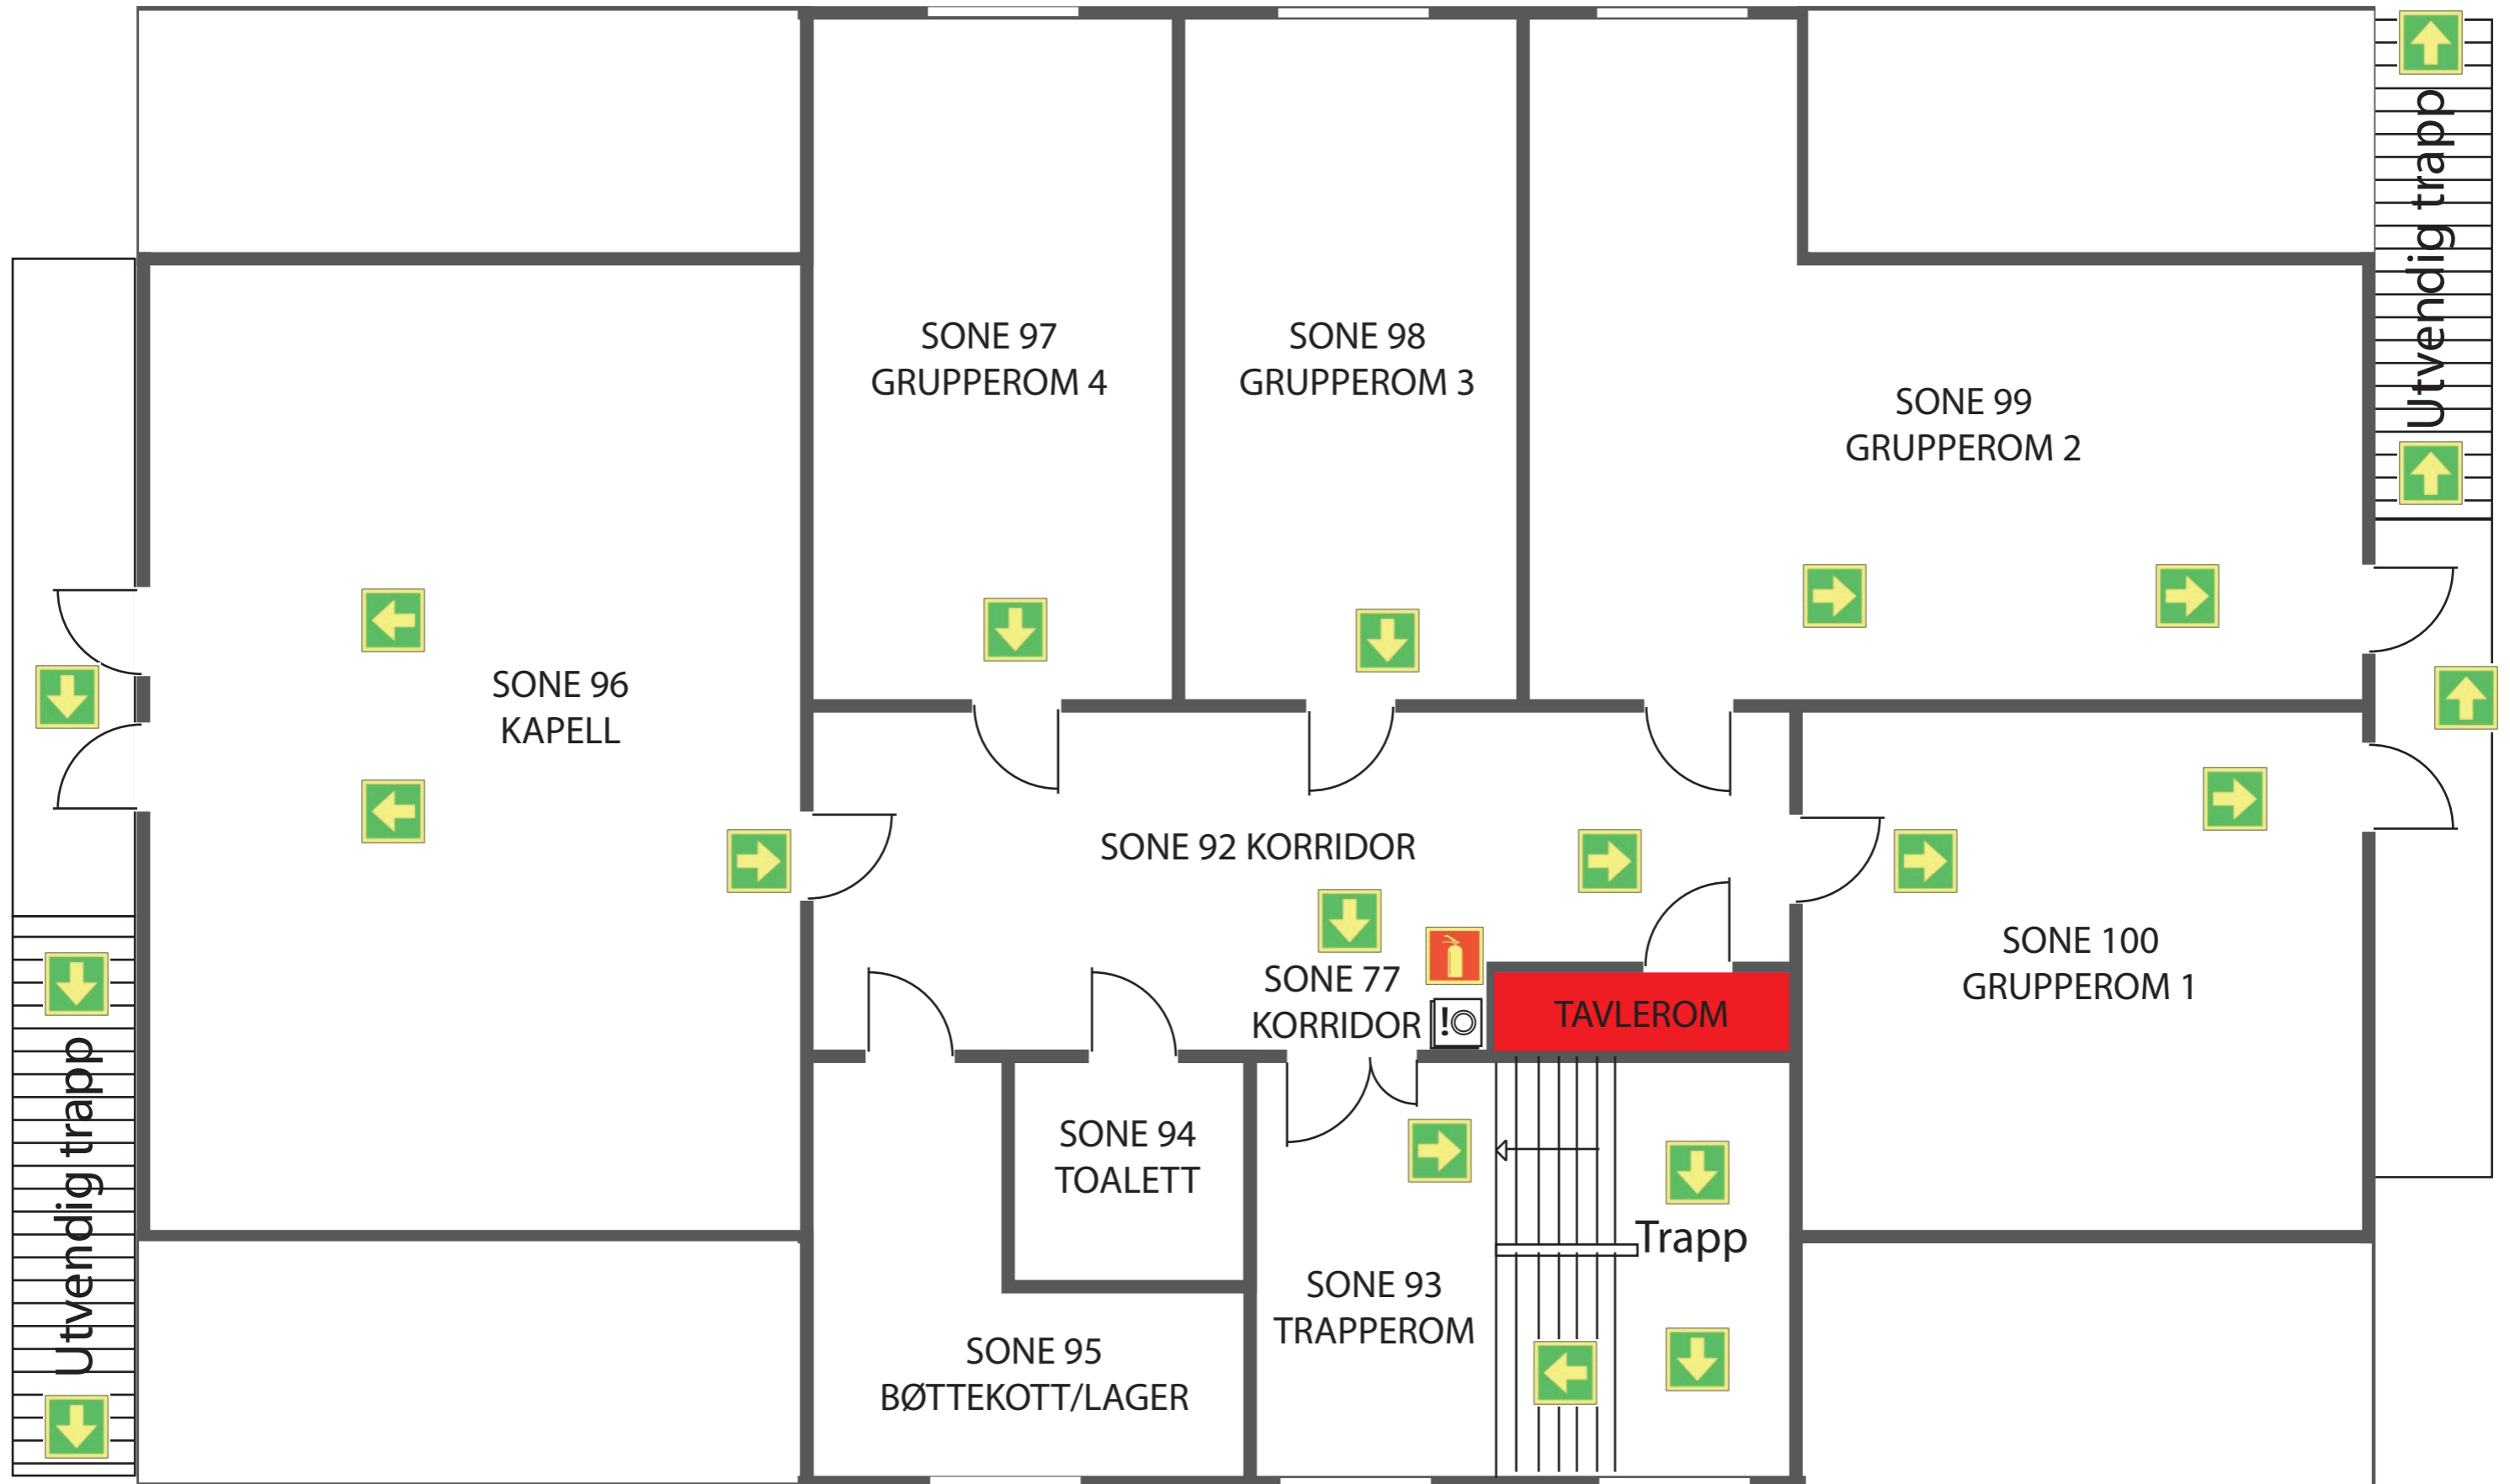 Utvendig trapp
SONE 97
GRUPPEROM 4
SONE 98
GRUPPEROM 3
SONE 99
GRUPPEROM 2
SONE 96
KAPELL
SONE 92 KORRIDOR
SONE 77
KORRIDOR
!
TAVLEROM
SONE 100
GRUPPEROM 1
SONE 94
TOALETT
Trapp
SONE 93
TRAPPEROM
SONE 95
BØTTEKOTT/LAGER
Utvendig trapp